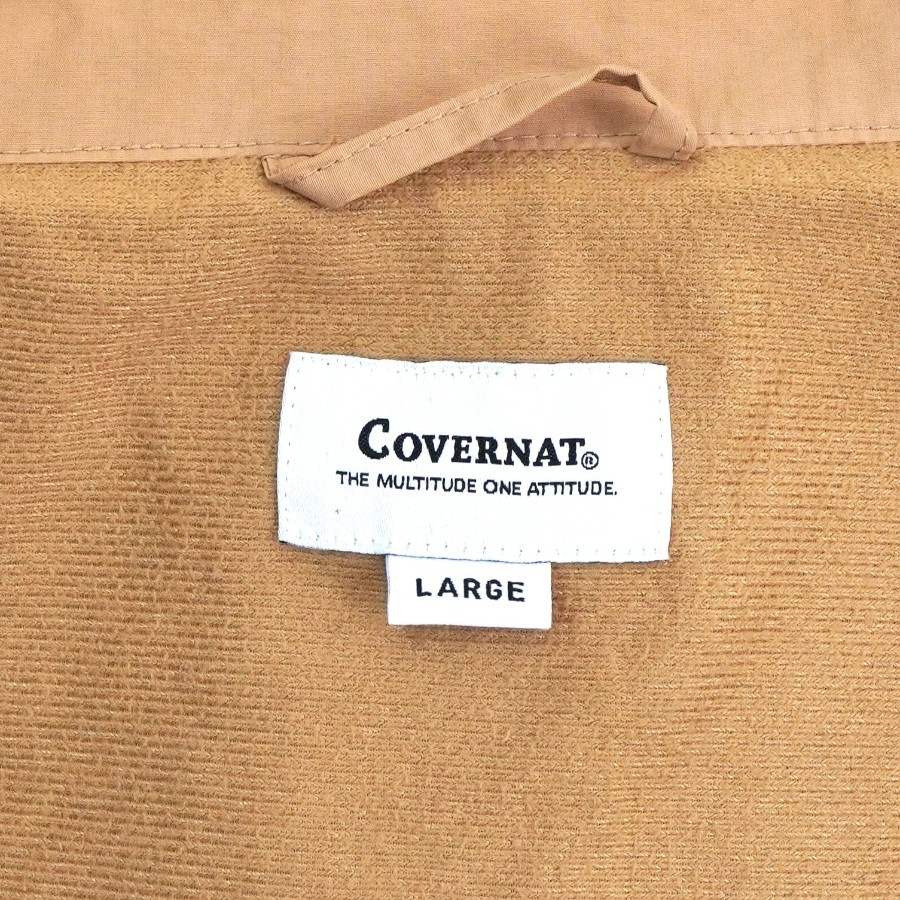 COVERNAT®
THE MULTITUDE ONE ATTITUDE.
LARGE